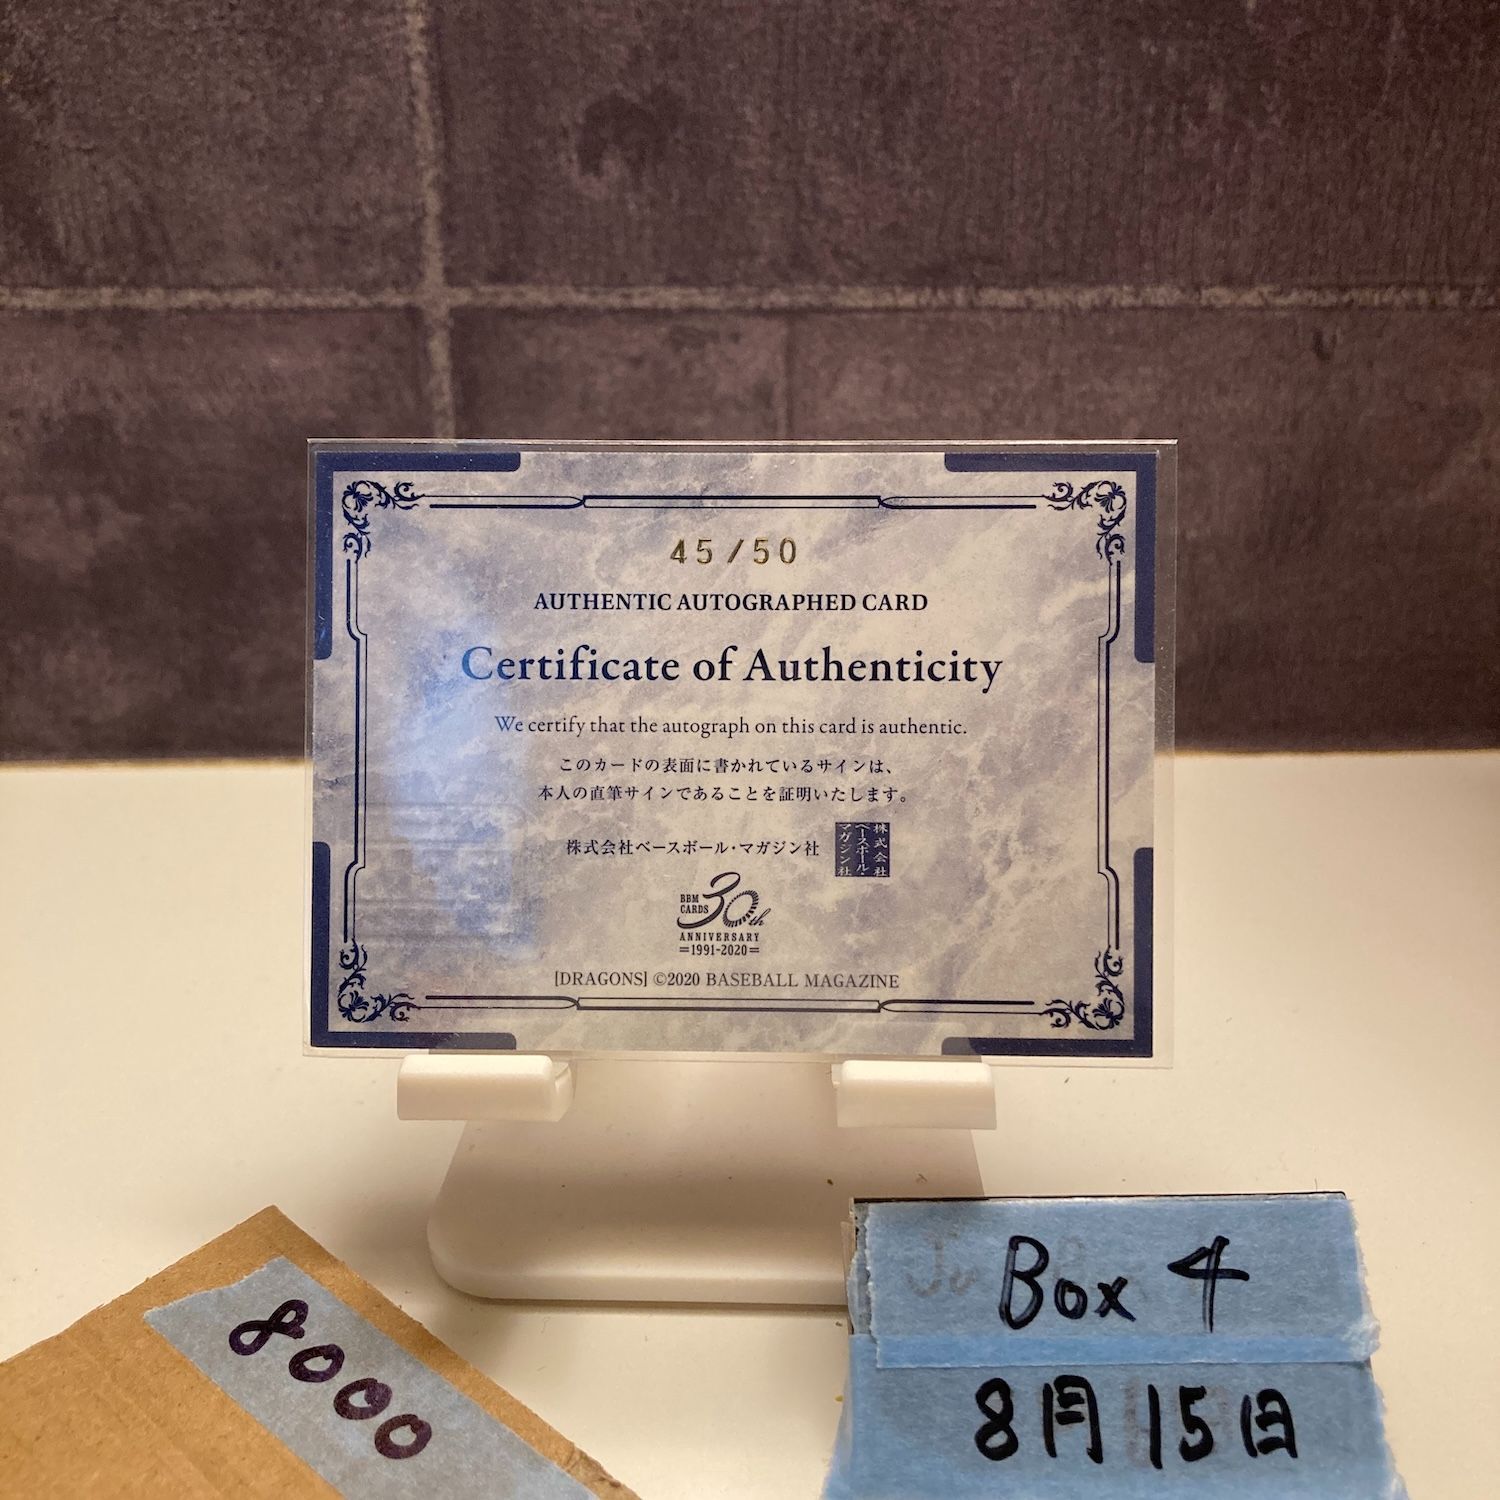 45/50
AUTHENTIC AUTOGRAPHED CARD
Certificate of Authenticity
We certify that the autograph on this card is authentic.
このカードの表面に書かれているサインは、
本人の直筆サインであることを証明いたします。
株式会社ベースボール・マガジン社
株式会社
ベースボール・
マガジン社
BBM
CARDS
30th
ANNIVERSARY
=1991-2020=
[DRAGONS] ©2020 BASEBALL MAGAZINE
8000
Box 4
8月15日